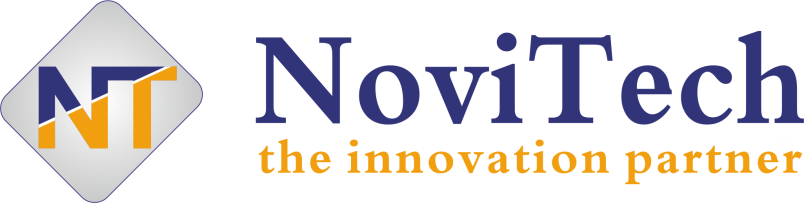 NT
NoviTech
the innovation partner